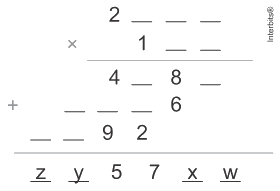 2 _ _ _
× 1 _ _
4 _ 8 _
+ _ _ _ 6
_ _ 9 2
z y 5 7 x w
Interbits®